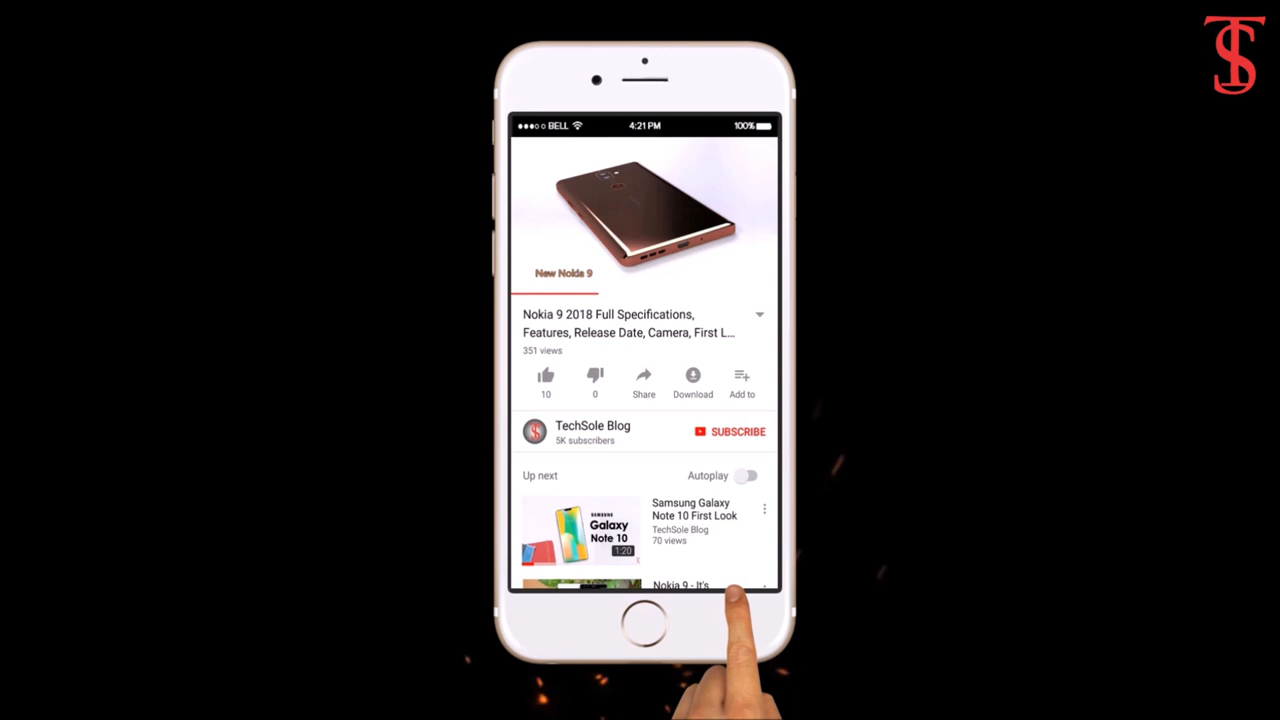 TS
BELL
4:21 PM
100%
New Nokia 9
Nokia 9 2018 Full Specifications,
Features, Release Date, Camera, First L...
351 views
10
0
Share
Download
Add to
TechSole Blog
5K subscribers
SUBSCRIBE
Up next
Autoplay
SAMSUNG
Galaxy
Note 10
1:20
Samsung Galaxy
Note 10 First Look
TechSole Blog
70 views
Nokia 9 - It's